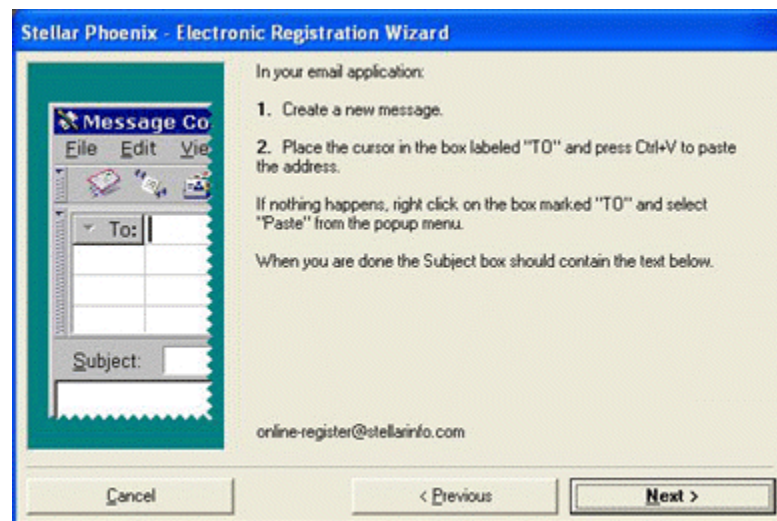 Stellar Phoenix - Electronic Registration Wizard
In your email application:
1. Create a new message.
2. Place the cursor in the box labeled "TO" and press Ctrl+V to paste
the address.
If nothing happens, right click on the box marked "TO" and select
"Paste" from the popup menu.
When you are done the Subject box should contain the text below.
Message Co
File Edit Vie
To:
Subject:
online-register@stellarinfo.com
Cancel
< Previous
Next >